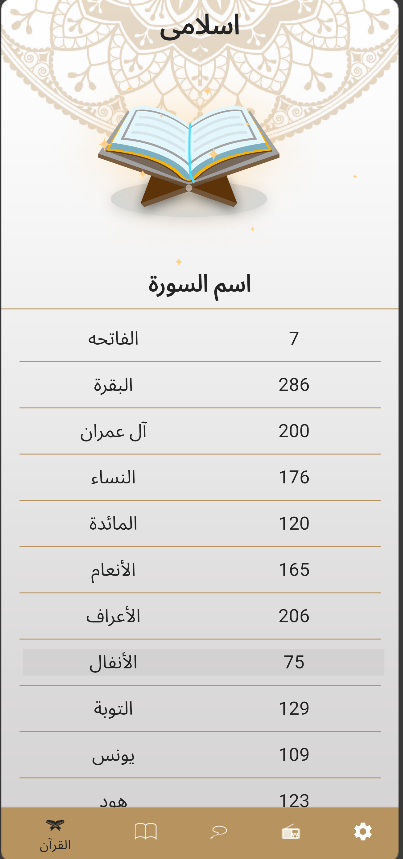 اسلامى
اسم السورة
الفاتحه 7
البقرة 286
آل عمران 200
النساء 176
المائدة 120
الأنعام 165
الأعراف 206
الأنفال 75
التوبة 129
يونس 109
هود 123
القرآن